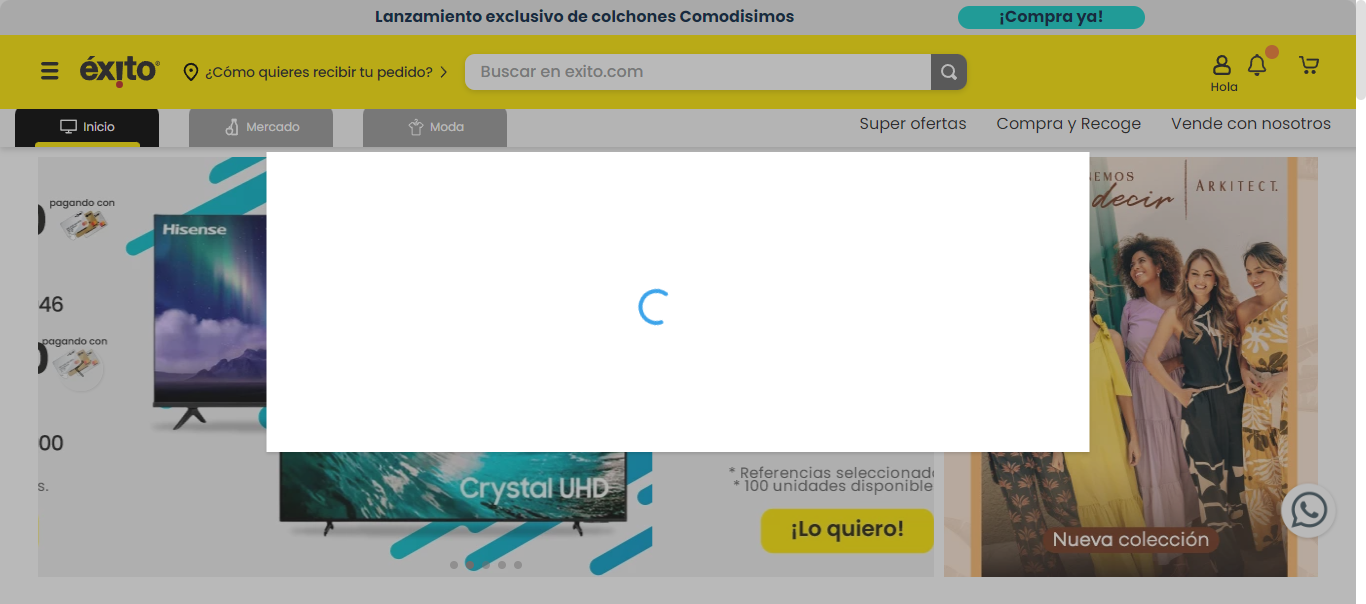 Lanzamiento exclusivo de colchones Comodisimos
¡Compra ya!
éxito
¿Cómo quieres recibir tu pedido?
Buscar en exito.com
Hola
Inicio
Mercado
Moda
Super ofertas
Compra y Recoge
Vende con nosotros
pagando con
Hisense
46
pagando con
00
s.
Crystal UHD
* Referencias seleccionad
* 100 unidades disponible
¡Lo quiero!
EMOS
decir
ARKITECT.
Nueva colección